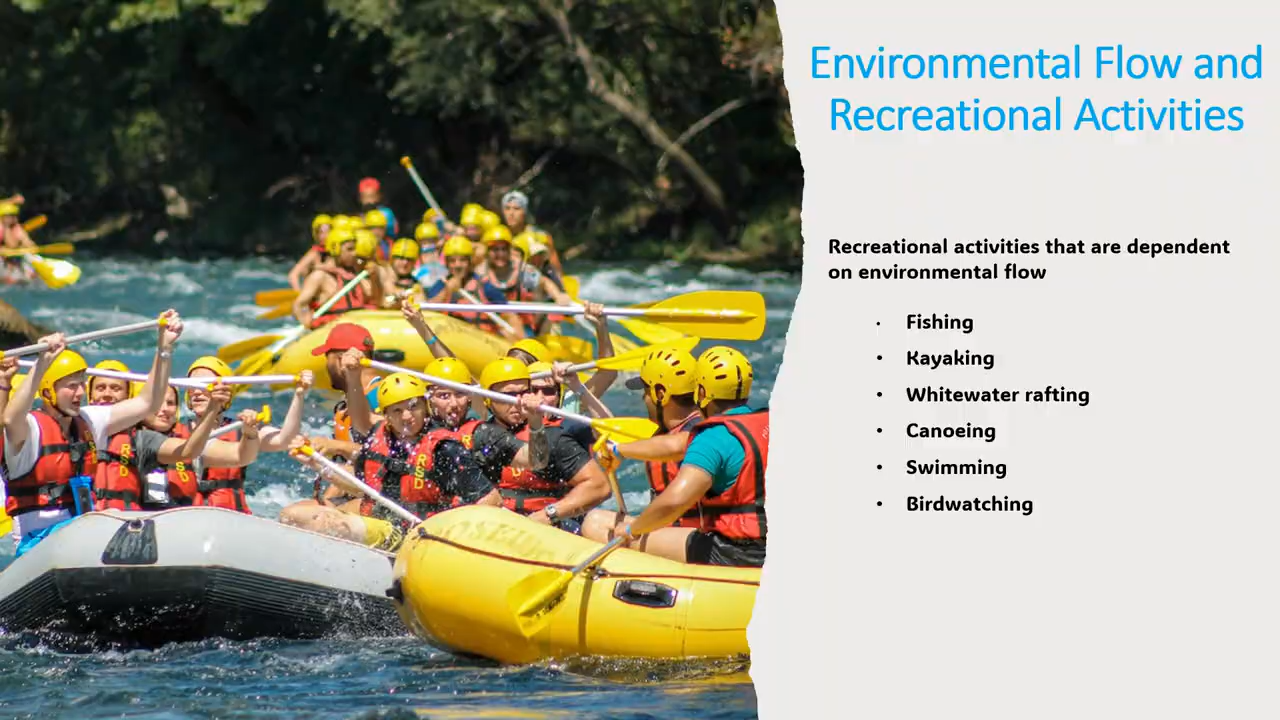 Environmental Flow and
Recreational Activities
Recreational activities that are dependent
on environmental flow
• Fishing
• Kayaking
• Whitewater rafting
• Canoeing
• Swimming
• Birdwatching